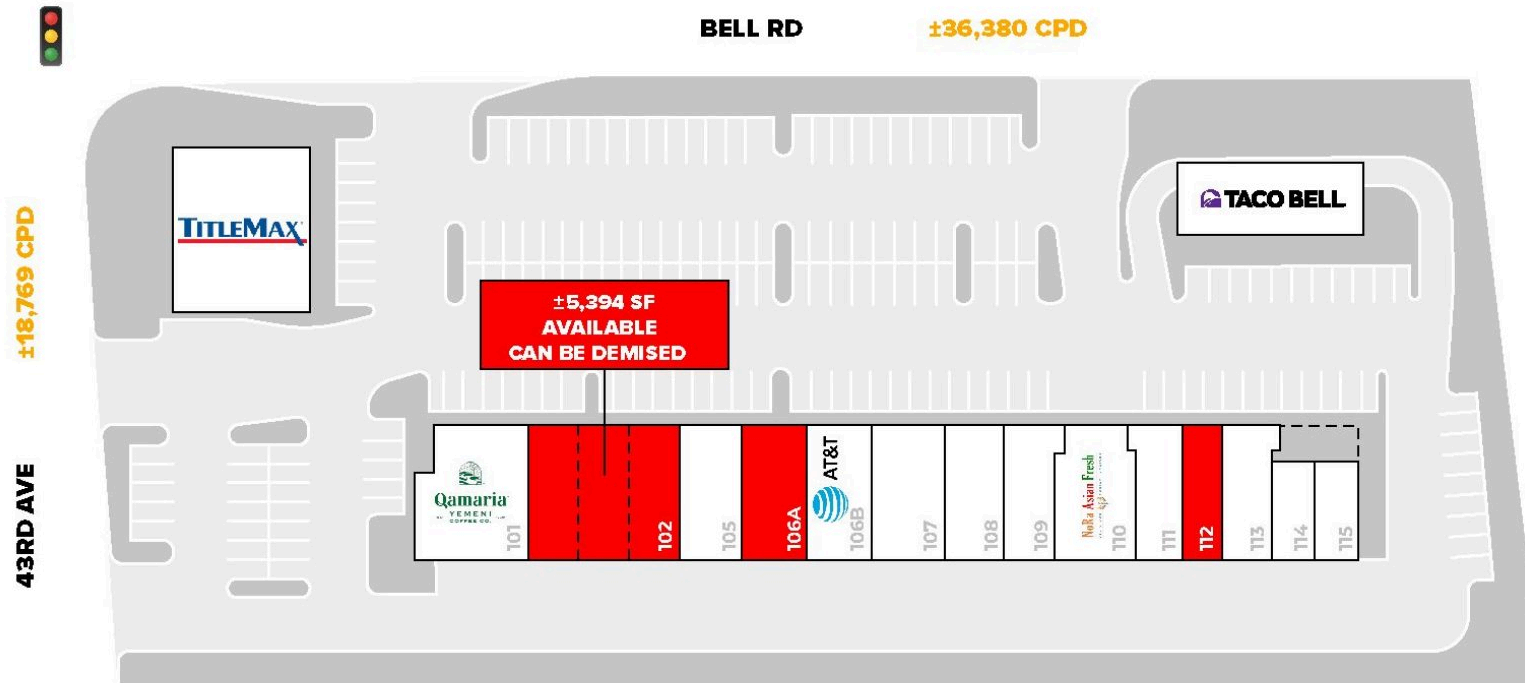 BELL RD
±36,380 CPD
TITLEMAX
TACO BELL
±18,769 CPD
43RD AVE
±5,394 SF
AVAILABLE
CAN BE DEMISED
Qamaria
YEMENI
COFFEE CO.
101
102
105
106A
AT&T
106B
107
108
109
NoRa Asian Fresh
110
111
112
113
114
115